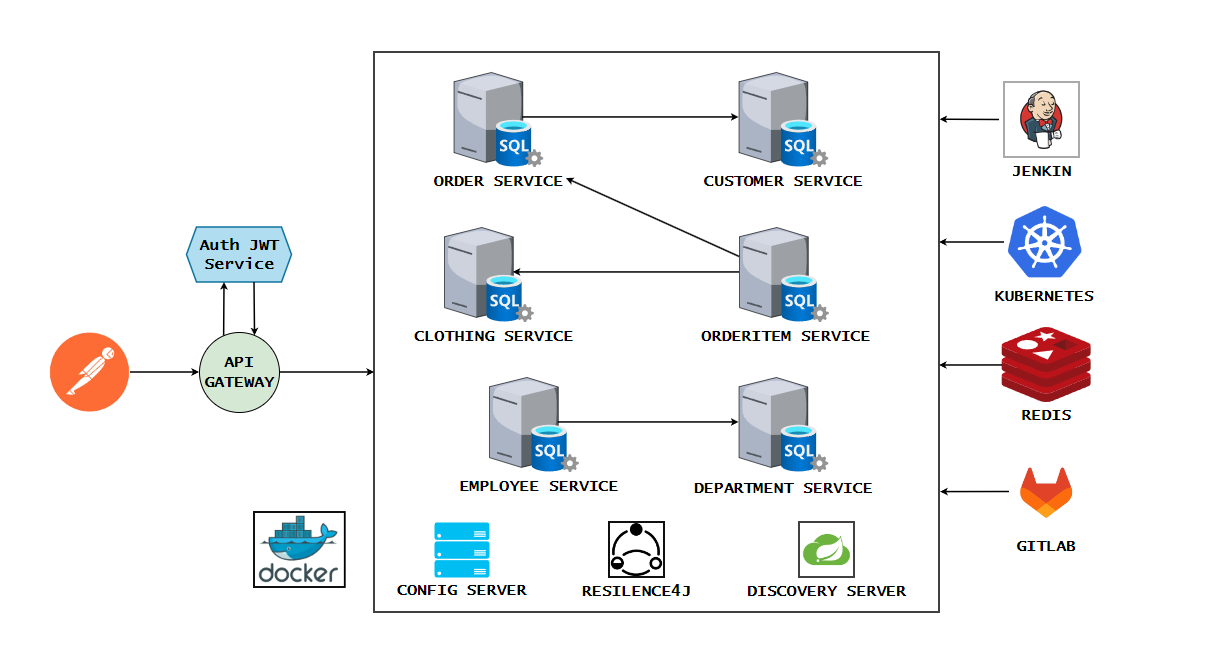 SQL
SQL
ORDER SERVICE
CUSTOMER SERVICE
JENKIN
Auth JWT
Service
SQL
SQL
CLOTHING SERVICE
ORDERITEM SERVICE
KUBERNETES
API
GATEWAY
REDIS
SQL
SQL
EMPLOYEE SERVICE
DEPARTMENT SERVICE
GITLAB
docker
CONFIG SERVER
RESILENCE4J
DISCOVERY SERVER